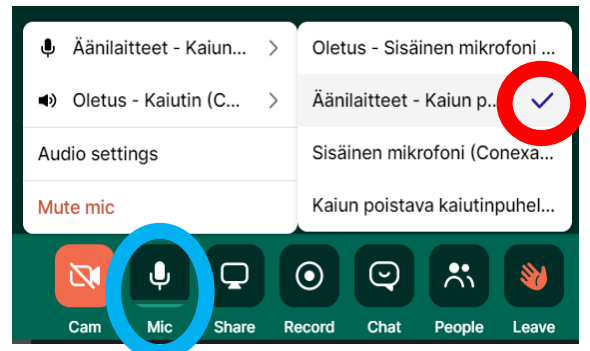 Äänilaitteet - Kaiun...
Oletus - Kaiutin (C...
Audio settings
Mute mic
Oletus - Sisäinen mikrofoni ...
Äänilaitteet - Kaiun p...
Sisäinen mikrofoni (Conexa...
Kaiun poistava kaiutinpuhel...
Cam Mic Share Record Chat People Leave